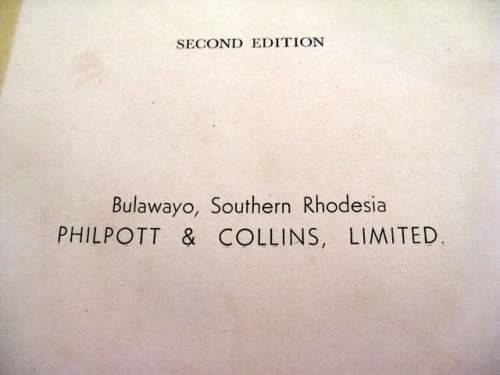 SECOND EDITION
Bulawayo, Southern Rhodesia
PHILPOTT & COLLINS, LIMITED.